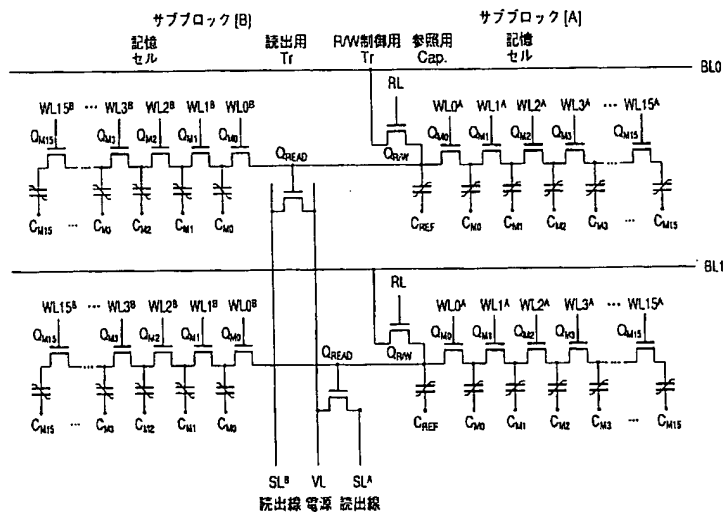 サブブロック [B] サブブロック [A]
記憶 読出用 R/W制御用 参照用 記憶
セル Tr Tr Cap. セル
BL0
RL
WL15B ··· WL3B WL2B WL1B WL0B WL0A WL1A WL2A WL3A ··· WL15A
QM15 QM3 QM2 QM1 QM0 QREAD QR/W QM0 QM1 QM2 QM3 QM15
CM15 ··· CM3 CM2 CM1 CM0 CREF CM0 CM1 CM2 CM3 ··· CM15
BL1
RL
WL15B ··· WL3B WL2B WL1B WL0B WL0A WL1A WL2A WL3A ··· WL15A
QM15 QM3 QM2 QM1 QM0 QREAD QR/W QM0 QM1 QM2 QM3 QM15
CM15 ··· CM3 CM2 CM1 CM0 CREF CM0 CM1 CM2 CM3 ··· CM15
SLB VL SLA
読出線 電源 読出線